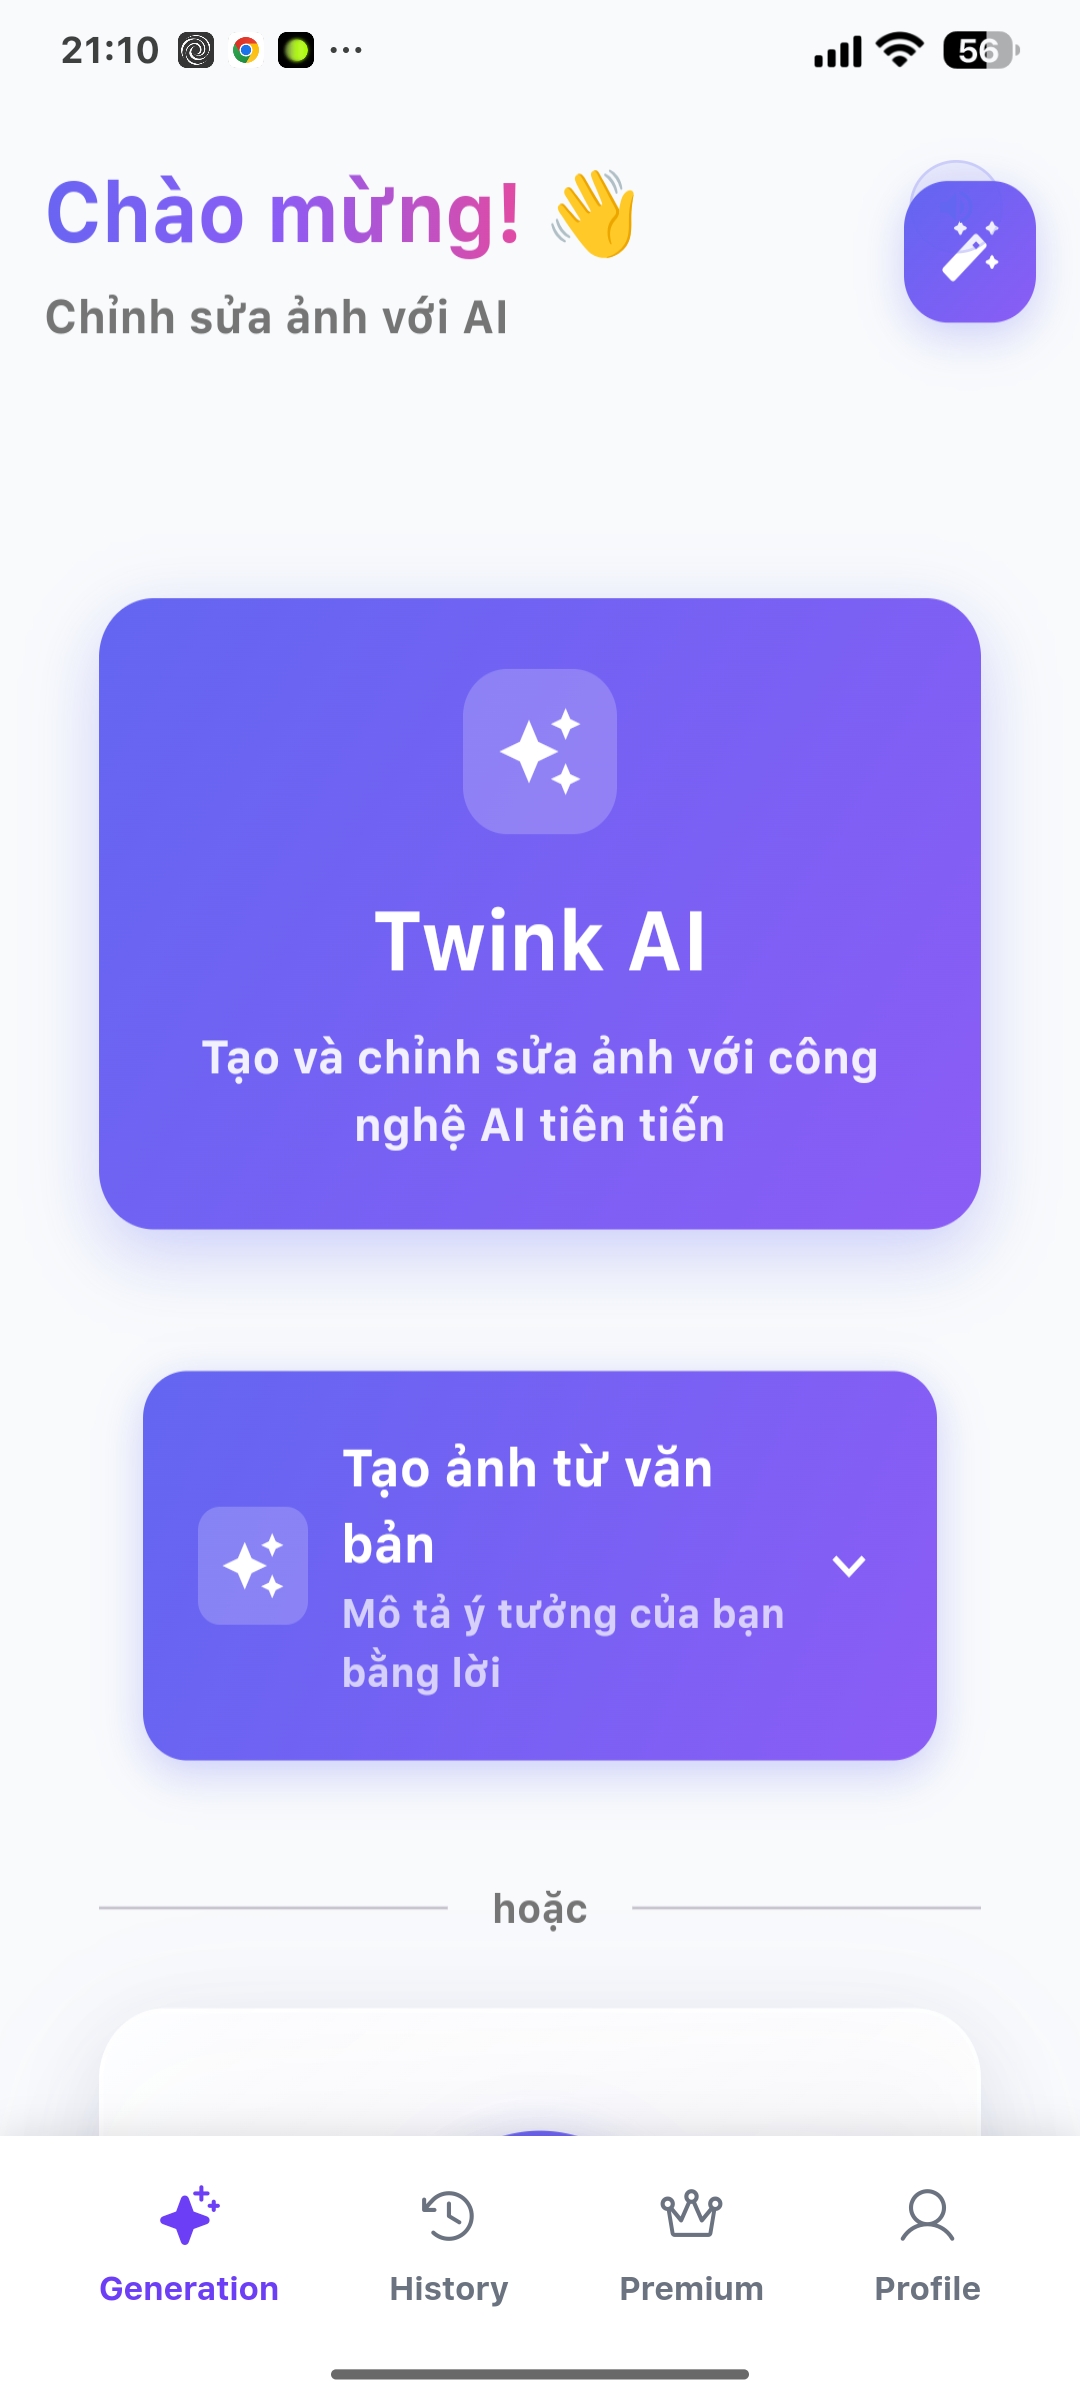 21:10
56
Chào mừng! 👋
Chỉnh sửa ảnh với AI
Twink AI
Tạo và chỉnh sửa ảnh với công
nghệ AI tiên tiến
Tạo ảnh từ văn
bản
Mô tả ý tưởng của bạn
bằng lời
hoặc
Generation
History
Premium
Profile